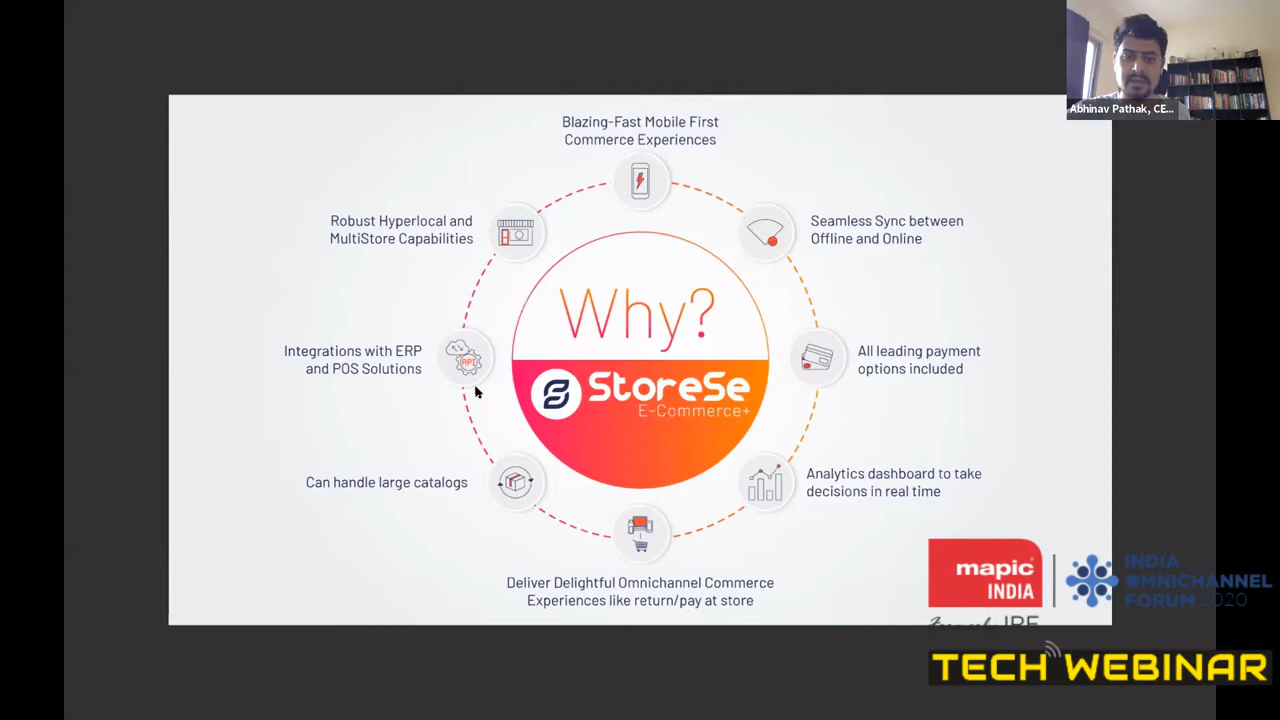 Abhinav Pathak, CE...
Blazing-Fast Mobile First
Commerce Experiences
Robust Hyperlocal and
MultiStore Capabilities
Seamless Sync between
Offline and Online
Why?
Integrations with ERP
and POS Solutions
API
All leading payment
options included
StoreSe
E-Commerce+
Can handle large catalogs
Analytics dashboard to take
decisions in real time
Deliver Delightful Omnichannel Commerce
Experiences like return/pay at store
mapic
INDIA
INDIA
OMNICHANNEL
FORUM 2020
Formerly IRF
TECH WEBINAR